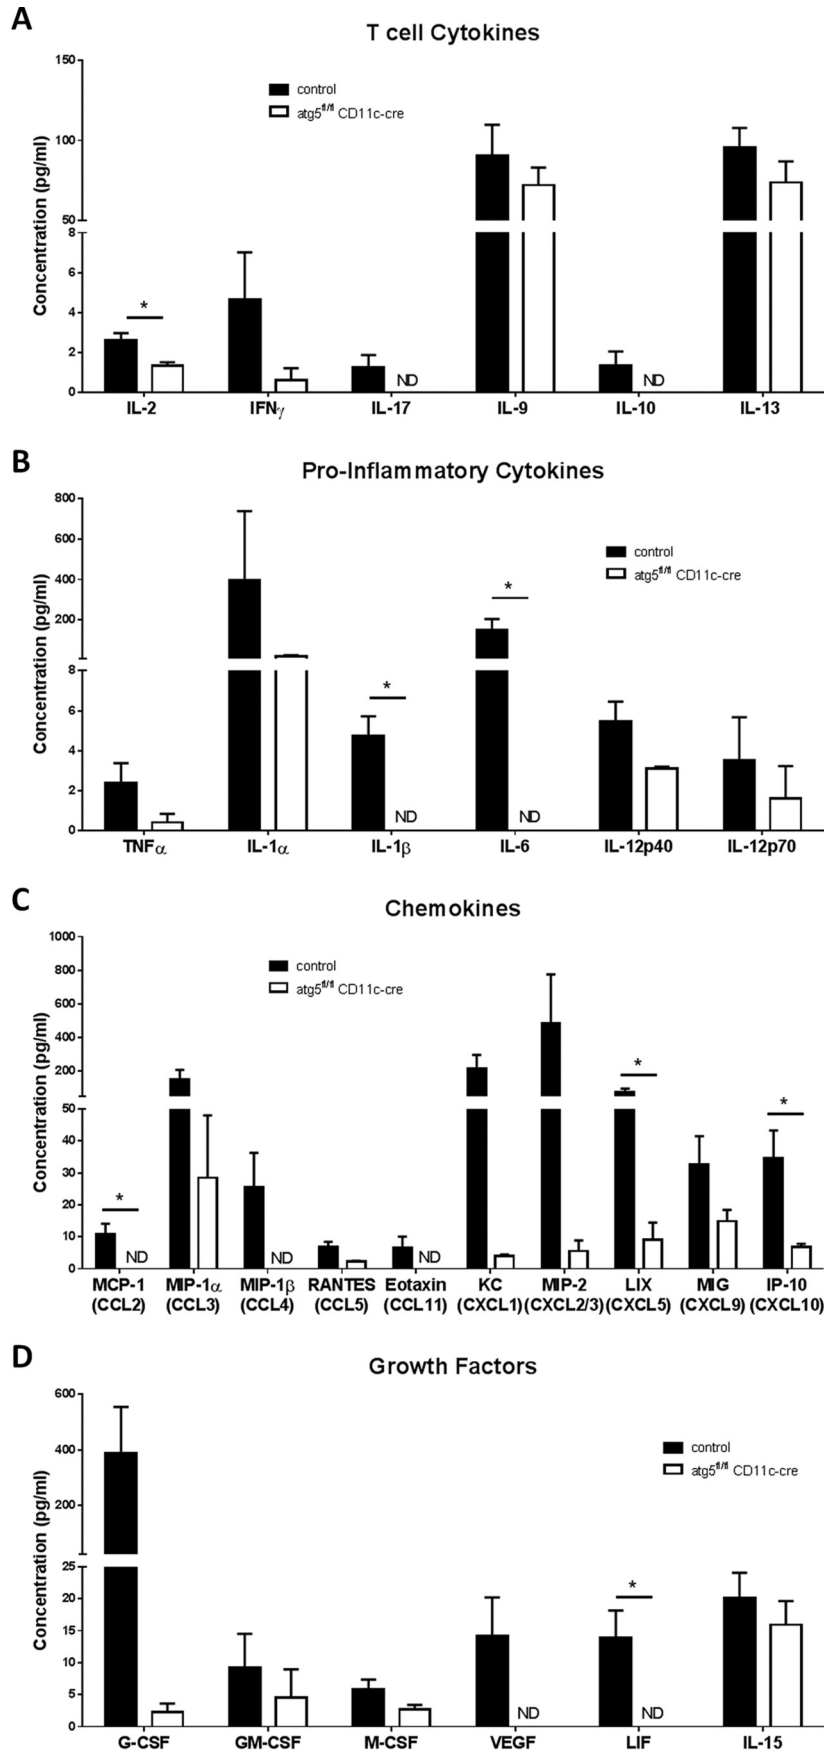 A
T cell Cytokines
150
100
50
8
6
4
2
0
Concentration (pg/ml)
control
atg5fl/fl CD11c-cre
*
ND
ND
IL-2 IFNγ IL-17 IL-9 IL-10 IL-13
B
Pro-Inflammatory Cytokines
800
600
400
200
8
6
4
2
0
Concentration (pg/ml)
control
atg5fl/fl CD11c-cre
*
*
ND
ND
TNFα IL-1α IL-1β IL-6 IL-12p40 IL-12p70
C
Chemokines
1000
800
600
400
200
50
40
30
20
10
0
Concentration (pg/ml)
control
atg5fl/fl CD11c-cre
*
*
*
ND
ND
ND
MCP-1 MIP-1α MIP-1β RANTES Eotaxin KC MIP-2 LIX MIG IP-10
(CCL2) (CCL3) (CCL4) (CCL5) (CCL11) (CXCL1) (CXCL2/3) (CXCL5) (CXCL9) (CXCL10)
D
Growth Factors
600
400
200
25
20
15
10
5
0
Concentration (pg/ml)
control
atg5fl/fl CD11c-cre
*
ND
ND
G-CSF GM-CSF M-CSF VEGF LIF IL-15